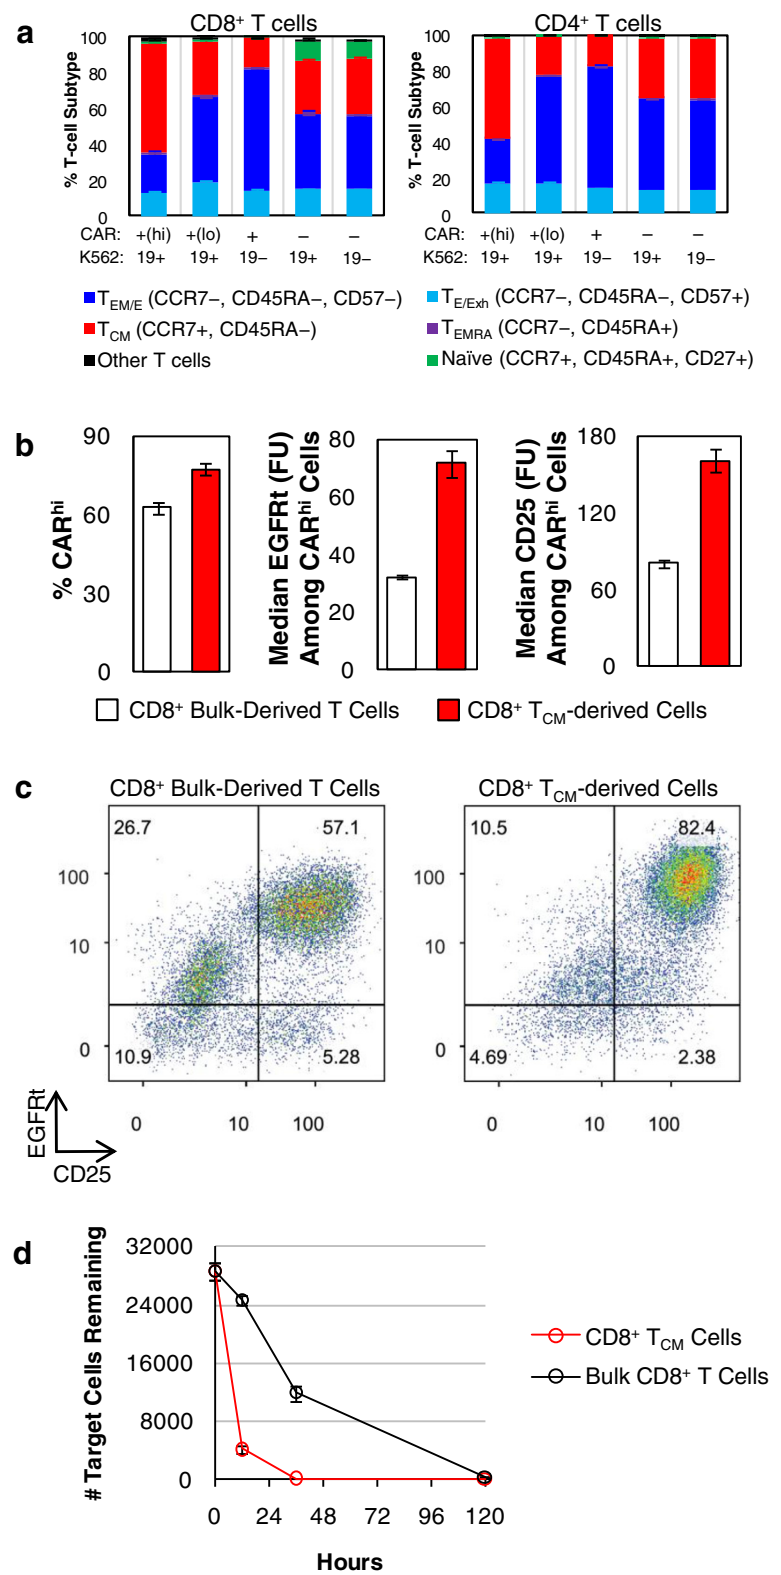 a
CD8⁺ T cells
CD4⁺ T cells
% T-cell Subtype
100
80
60
40
20
0
CAR: +(hi) +(lo) + − −
K562: 19+ 19+ 19− 19+ 19−
% T-cell Subtype
100
80
60
40
20
0
CAR: +(hi) +(lo) + − −
K562: 19+ 19+ 19− 19+ 19−
T_EM/E (CCR7−, CD45RA−, CD57−)
T_E/Exh (CCR7−, CD45RA−, CD57+)
T_CM (CCR7+, CD45RA−)
T_EMRA (CCR7−, CD45RA+)
Other T cells
Naïve (CCR7+, CD45RA+, CD27+)
b
% CAR^hi
90
60
30
0
Median EGFRt (FU)
Among CAR^hi Cells
80
60
40
20
0
Median CD25 (FU)
Among CAR^hi Cells
180
120
60
0
CD8⁺ Bulk-Derived T Cells
CD8⁺ T_CM-derived Cells
c
CD8⁺ Bulk-Derived T Cells
CD8⁺ T_CM-derived Cells
26.7 57.1
100
10
0
10.9 5.28
0 10 100
10.5 82.4
100
10
0
4.69 2.38
0 10 100
EGFRt
CD25
d
# Target Cells Remaining
32000
24000
16000
8000
0
0 24 48 72 96 120
Hours
CD8⁺ T_CM Cells
Bulk CD8⁺ T Cells